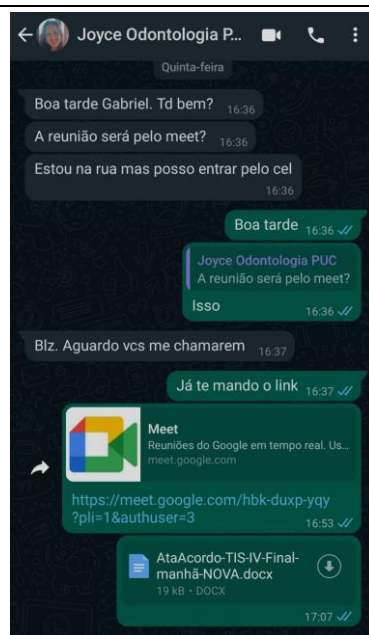 Joyce Odontologia P...
Quinta-feira
Boa tarde Gabriel. Td bem? 16:36
A reunião será pelo meet? 16:36
Estou na rua mas posso entrar pelo cel
16:36
Boa tarde 16:36
Joyce Odontologia PUC
A reunião será pelo meet?
Isso 16:36
Blz. Aguardo vcs me chamarem 16:37
Já te mando o link 16:37
Meet
Reuniões do Google em tempo real. Us...
meet.google.com
https://meet.google.com/hbk-duxp-yqy
?pli=1&authuser=3
16:53
AtaAcordo-TIS-IV-Final-
manhã-NOVA.docx
19 kB • DOCX
17:07